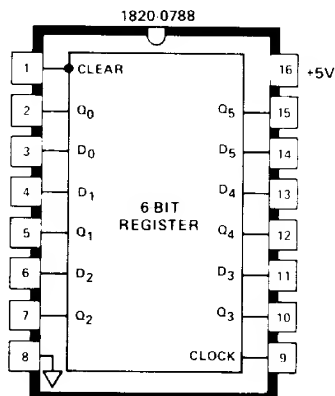 1820-0788
1 CLEAR 16 +5V
2 Q0 Q5 15
3 D0 D5 14
4 D1 D4 13
6 BIT
5 Q1 Q4 12
REGISTER
6 D2 D3 11
7 Q2 Q3 10
8 CLOCK 9